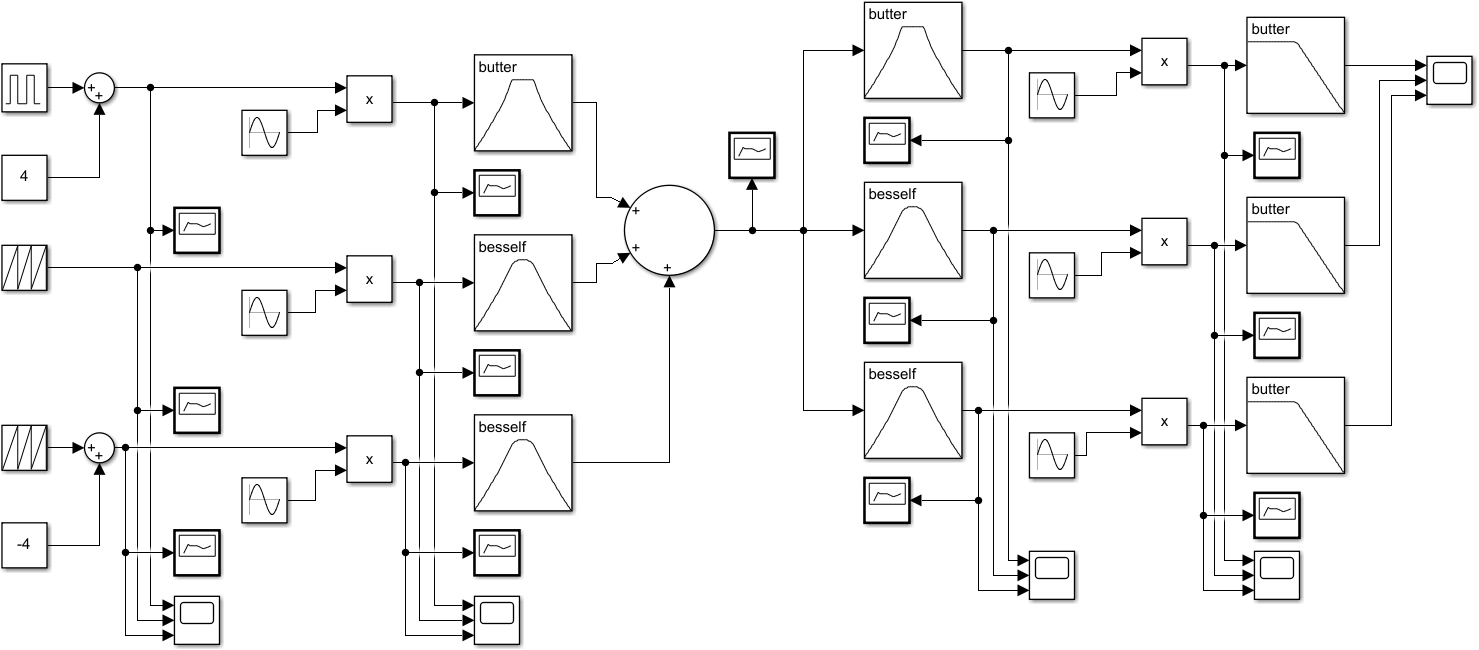 butter
butter
butter
x
x
+
+
x
4
butter
+
besself
besself
+
x
x
+
butter
besself
besself
+
+
x
x
-4